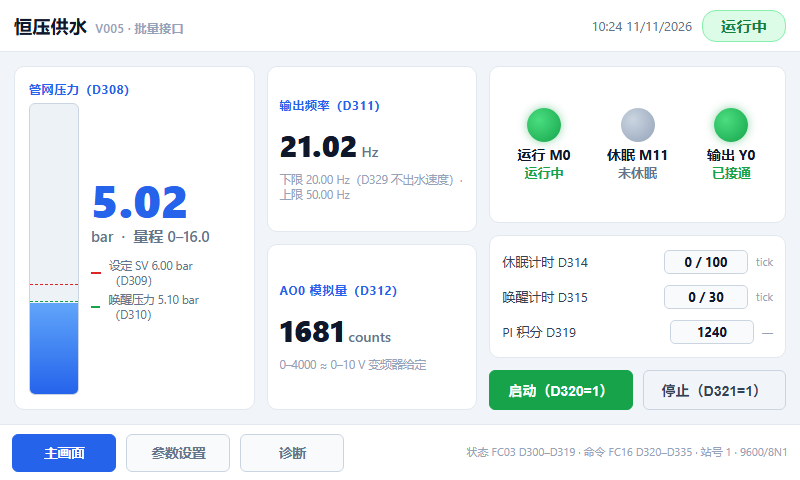 恒压供水 V005 · 批量接口
10:24 11/11/2026
运行中
管网压力（D308）
5.02
bar · 量程 0–16.0
设定 SV 6.00 bar
（D309）
唤醒压力 5.10 bar
（D310）
输出频率（D311）
21.02 Hz
下限 20.00 Hz（D329 不出水速度）·
上限 50.00 Hz
AO0 模拟量（D312）
1681 counts
0–4000 ≈ 0–10 V 变频器给定
运行 M0
运行中
休眠 M11
未休眠
输出 Y0
已接通
休眠计时 D314 0 / 100 tick
唤醒计时 D315 0 / 30 tick
PI 积分 D319 1240 —
启动（D320=1）
停止（D321=1）
主画面
参数设置
诊断
状态 FC03 D300–D319 · 命令 FC16 D320–D335 · 站号 1 · 9600/8N1